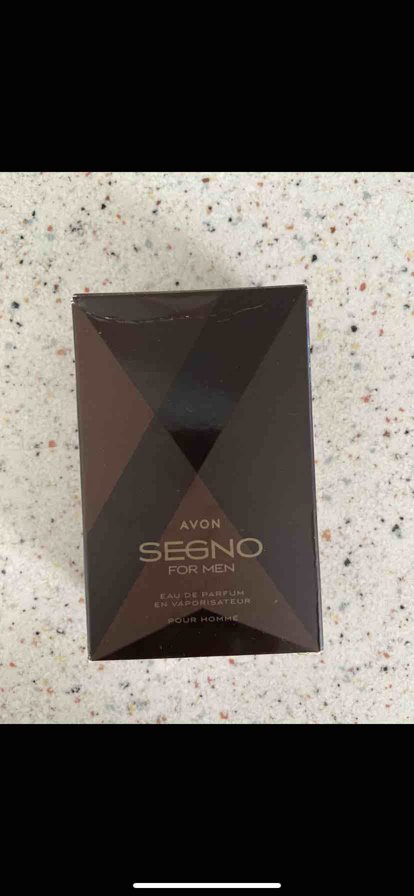 AVON
SEGNO
FOR MEN
EAU DE PARFUM
EN VAPORISATEUR
POUR HOMME